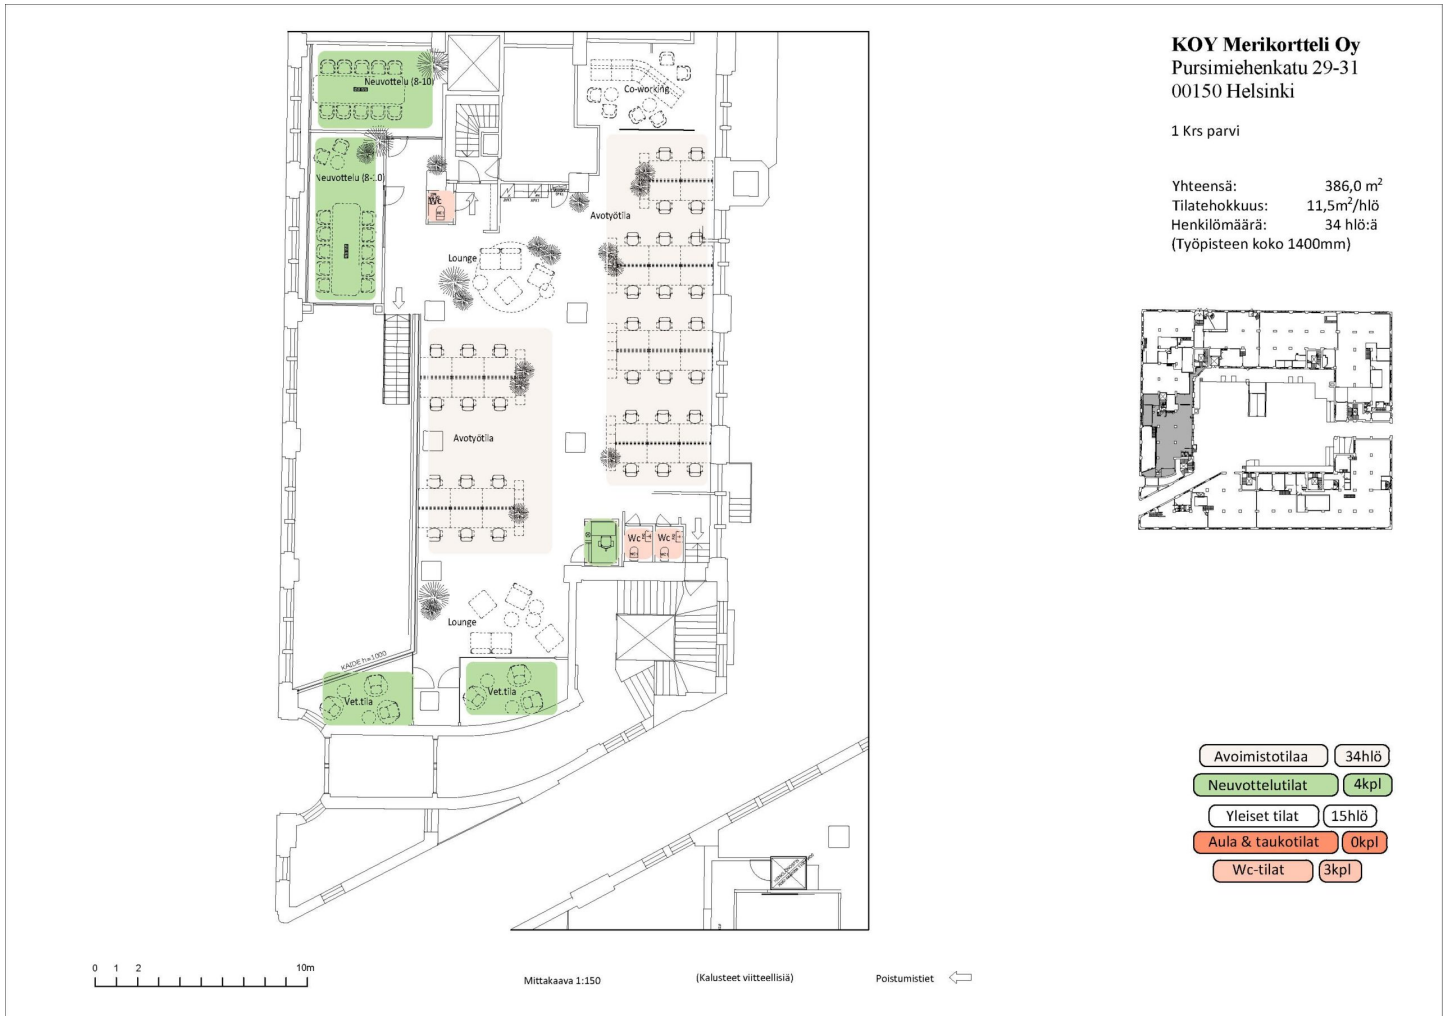 KOY Merikortteli Oy
Pursimiehenkatu 29-31
00150 Helsinki
1 Krs parvi
Yhteensä: 386,0 m²
Tilatehokkuus: 11,5m²/hlö
Henkilömäärä: 34 hlö:ä
(Työpisteen koko 1400mm)
Neuvottelu (8-10)
Co-working
Neuvottelu (8-10)
Wc
Avotyötila
Lounge
Avotyötila
Wc
Wc
Lounge
KAIDE h=1000
Vet.tila
Vet.tila
Avoimistotilaa 34hlö
Neuvottelutilat 4kpl
Yleiset tilat 15hlö
Aula & taukotilat 0kpl
Wc-tilat 3kpl
0 1 2 10m
Mittakaava 1:150
(Kalusteet viitteellisiä)
Poistumistiet